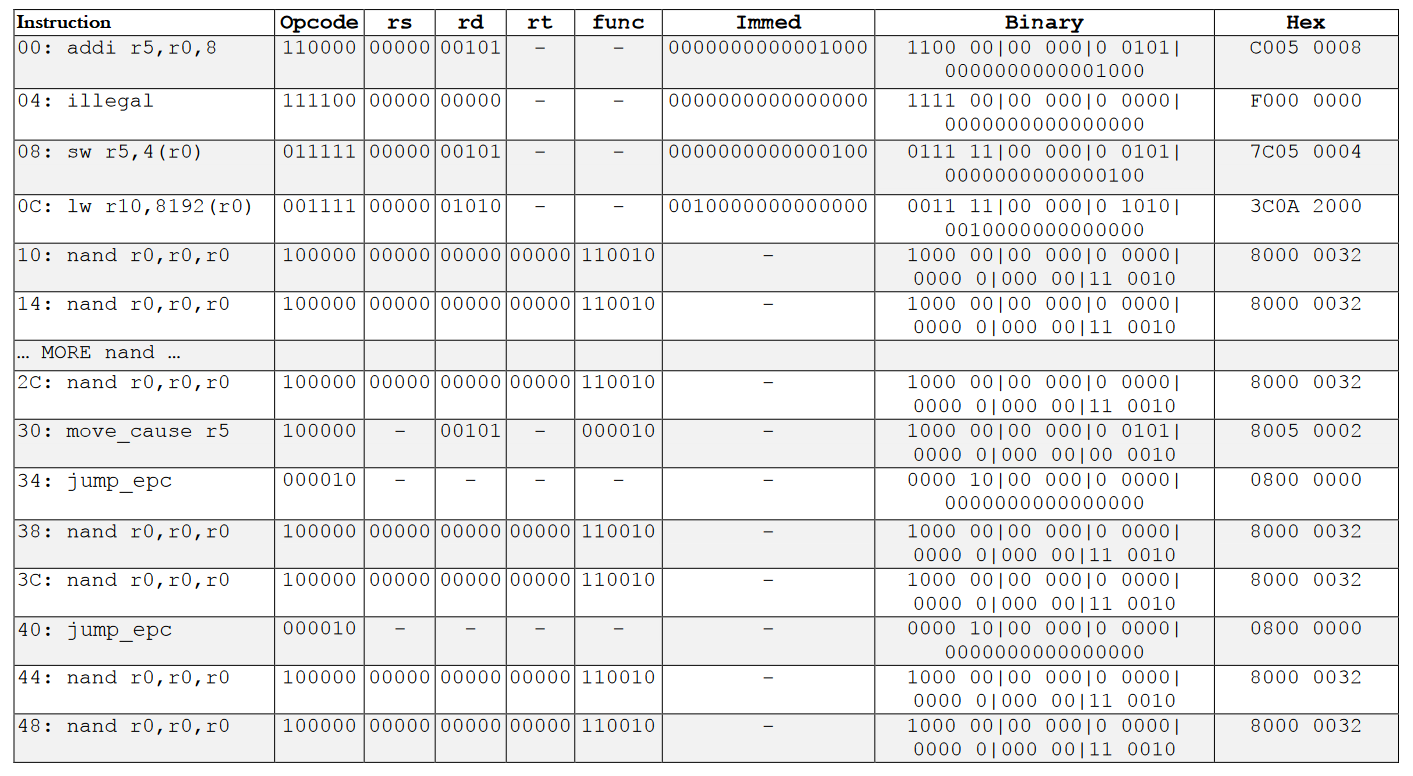 Instruction Opcode rs rd rt func Immed Binary Hex
00: addi r5,r0,8 110000 00000 00101 – – 0000000000001000 1100 00|00 000|0 0101| C005 0008
0000000000001000
04: illegal 111100 00000 00000 – – 0000000000000000 1111 00|00 000|0 0000| F000 0000
0000000000000000
08: sw r5,4(r0) 011111 00000 00101 – – 0000000000000100 0111 11|00 000|0 0101| 7C05 0004
0000000000000100
0C: lw r10,8192(r0) 001111 00000 01010 – – 0010000000000000 0011 11|00 000|0 1010| 3C0A 2000
0010000000000000
10: nand r0,r0,r0 100000 00000 00000 00000 110010 – 1000 00|00 000|0 0000| 8000 0032
0000 0|000 00|11 0010
14: nand r0,r0,r0 100000 00000 00000 00000 110010 – 1000 00|00 000|0 0000| 8000 0032
0000 0|000 00|11 0010
… MORE nand …
2C: nand r0,r0,r0 100000 00000 00000 00000 110010 – 1000 00|00 000|0 0000| 8000 0032
0000 0|000 00|11 0010
30: move_cause r5 100000 – 00101 – 000010 – 1000 00|00 000|0 0101| 8005 0002
0000 0|000 00|00 0010
34: jump_epc 000010 – – – – – 0000 10|00 000|0 0000| 0800 0000
0000000000000000
38: nand r0,r0,r0 100000 00000 00000 00000 110010 – 1000 00|00 000|0 0000| 8000 0032
0000 0|000 00|11 0010
3C: nand r0,r0,r0 100000 00000 00000 00000 110010 – 1000 00|00 000|0 0000| 8000 0032
0000 0|000 00|11 0010
40: jump_epc 000010 – – – – – 0000 10|00 000|0 0000| 0800 0000
0000000000000000
44: nand r0,r0,r0 100000 00000 00000 00000 110010 – 1000 00|00 000|0 0000| 8000 0032
0000 0|000 00|11 0010
48: nand r0,r0,r0 100000 00000 00000 00000 110010 – 1000 00|00 000|0 0000| 8000 0032
0000 0|000 00|11 0010